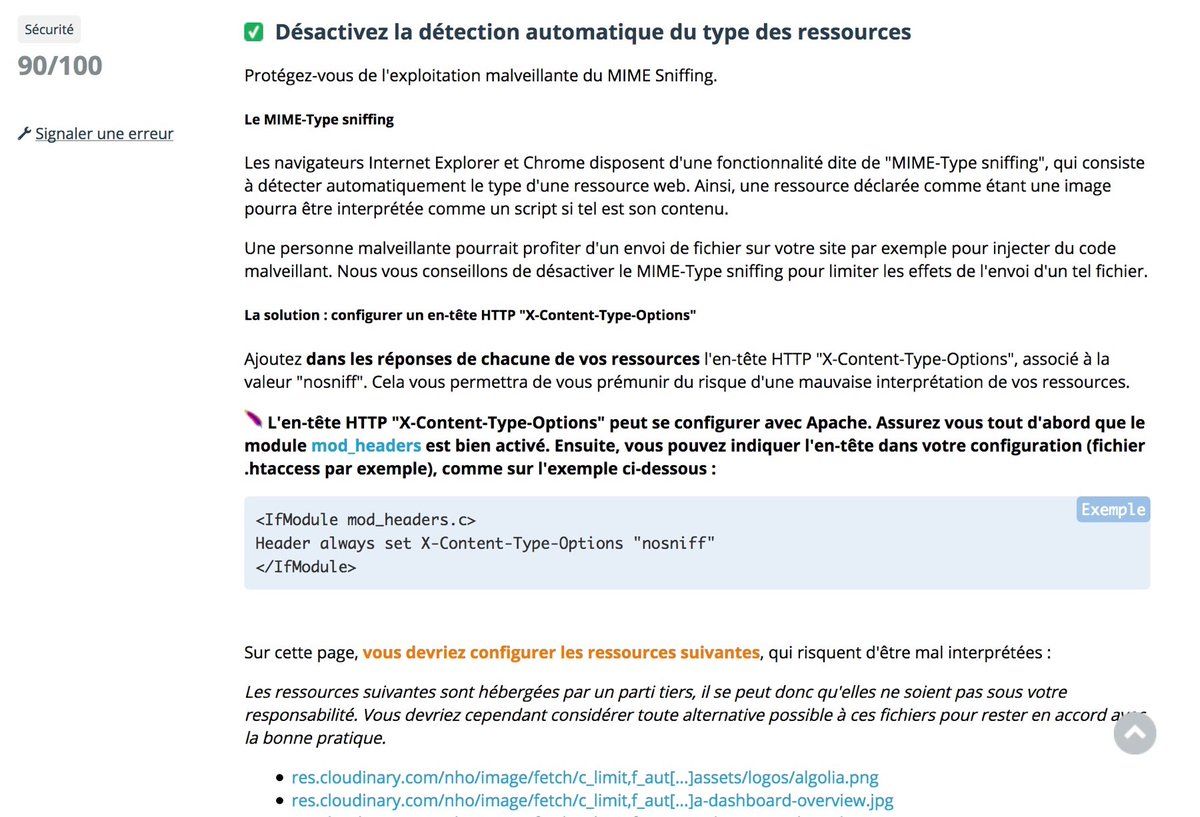 Sécurité
90/100
Signaler une erreur
Désactivez la détection automatique du type des ressources
Protégez-vous de l'exploitation malveillante du MIME Sniffing.
Le MIME-Type sniffing
Les navigateurs Internet Explorer et Chrome disposent d'une fonctionnalité dite de "MIME-Type sniffing", qui consiste
à détecter automatiquement le type d'une ressource web. Ainsi, une ressource déclarée comme étant une image
pourra être interprétée comme un script si tel est son contenu.
Une personne malveillante pourrait profiter d'un envoi de fichier sur votre site par exemple pour injecter du code
malveillant. Nous vous conseillons de désactiver le MIME-Type sniffing pour limiter les effets de l'envoi d'un tel fichier.
La solution : configurer un en-tête HTTP "X-Content-Type-Options"
Ajoutez dans les réponses de chacune de vos ressources l'en-tête HTTP "X-Content-Type-Options", associé à la
valeur "nosniff". Cela vous permettra de vous prémunir du risque d'une mauvaise interprétation de vos ressources.
L'en-tête HTTP "X-Content-Type-Options" peut se configurer avec Apache. Assurez vous tout d'abord que le
module mod_headers est bien activé. Ensuite, vous pouvez indiquer l'en-tête dans votre configuration (fichier
.htaccess par exemple), comme sur l'exemple ci-dessous :
Exemple
<IfModule mod_headers.c>
Header always set X-Content-Type-Options "nosniff"
</IfModule>
Sur cette page, vous devriez configurer les ressources suivantes, qui risquent d'être mal interprétées :
Les ressources suivantes sont hébergées par un parti tiers, il se peut donc qu'elles ne soient pas sous votre
responsabilité. Vous devriez cependant considérer toute alternative possible à ces fichiers pour rester en accord avec
la bonne pratique.
res.cloudinary.com/nho/image/fetch/c_limit,f_aut[...]assets/logos/algolia.png
res.cloudinary.com/nho/image/fetch/c_limit,f_aut[...]a-dashboard-overview.jpg